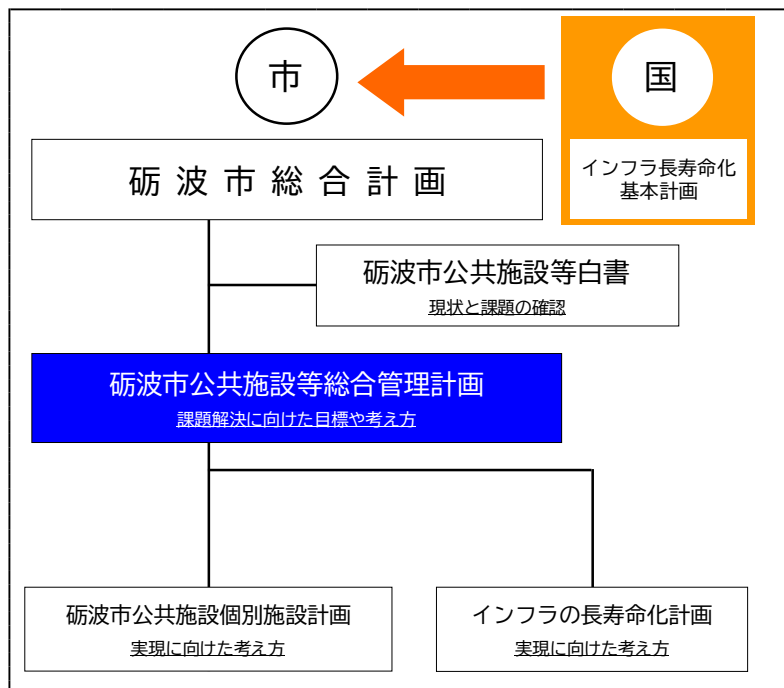 市
国
インフラ長寿命化
基本計画
砺波市総合計画
砺波市公共施設等白書
現状と課題の確認
砺波市公共施設等総合管理計画
課題解決に向けた目標や考え方
砺波市公共施設個別施設計画
実現に向けた考え方
インフラの長寿命化計画
実現に向けた考え方